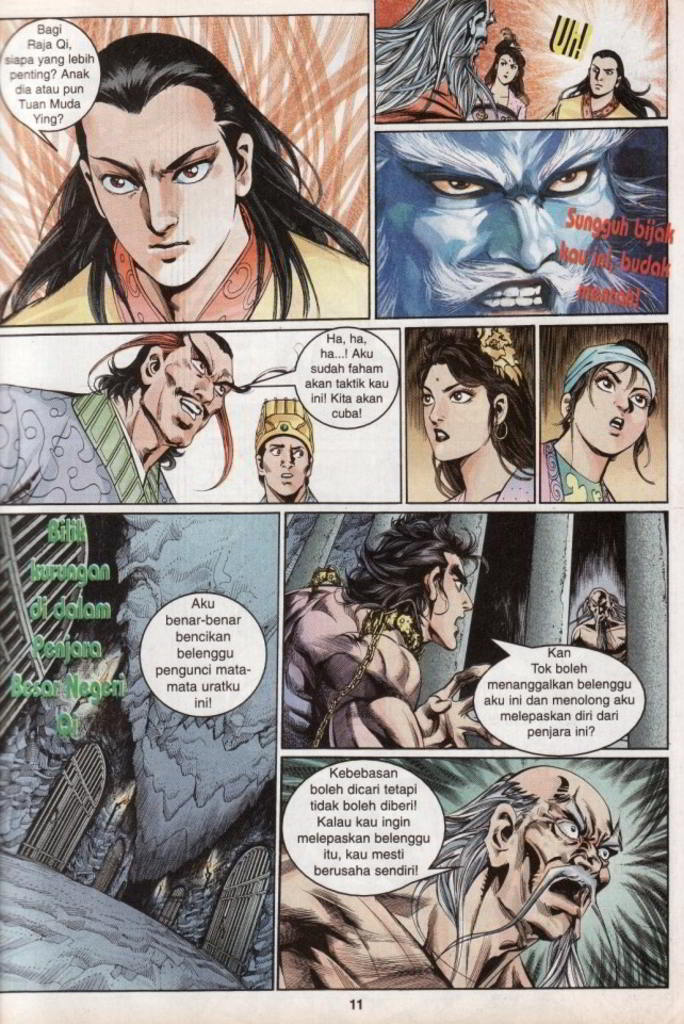 Bagi
Raja Qi,
siapa yang lebih
penting? Anak
dia atau pun
Tuan Muda
Ying?
Uh!
Sungguh bijak
kau ini, budak
mentah!
Ha, ha,
ha...! Aku
sudah faham
akan taktik kau
ini! Kita akan
cuba!
Bilik
kurungan
di dalam
Penjara
Besar Negeri
Qi
Aku
benar-benar
bencikan
belenggu
pengunci mata-
mata uratku
ini!
Kan
Tok boleh
menanggalkan belenggu
aku ini dan menolong aku
melepaskan diri dari
penjara ini?
Kebebasan
boleh dicari tetapi
tidak boleh diberi!
Kalau kau ingin
melepaskan belenggu
itu, kau mesti
berusaha sendiri!
11